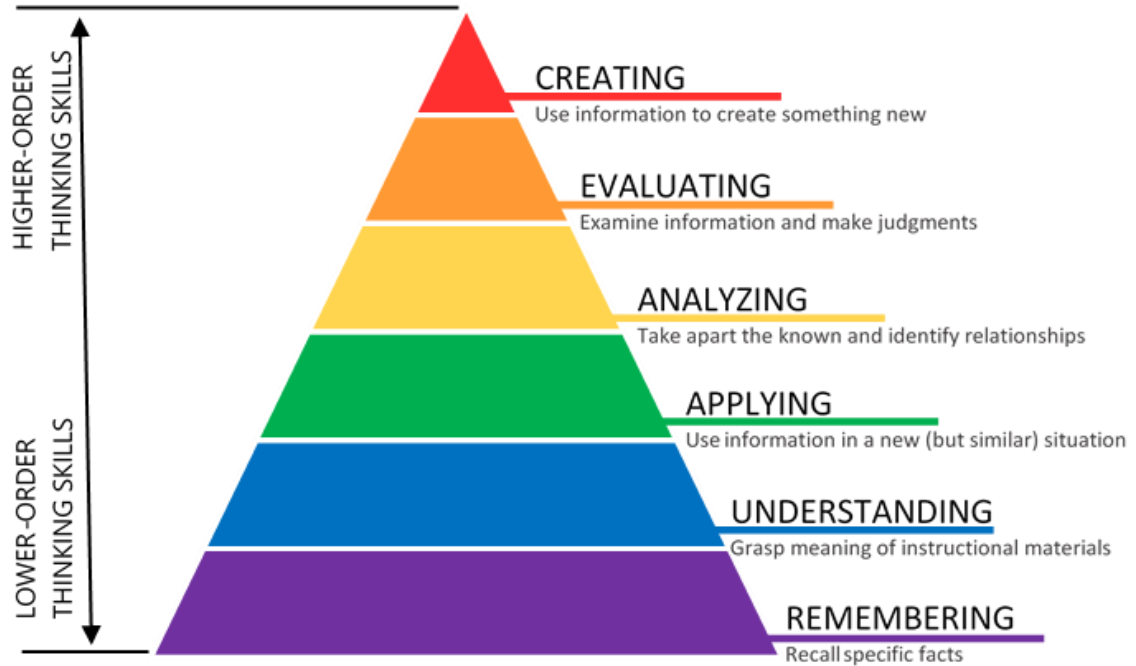 HIGHER-ORDER
THINKING SKILLS
LOWER-ORDER
THINKING SKILLS
CREATING
Use information to create something new
EVALUATING
Examine information and make judgments
ANALYZING
Take apart the known and identify relationships
APPLYING
Use information in a new (but similar) situation
UNDERSTANDING
Grasp meaning of instructional materials
REMEMBERING
Recall specific facts